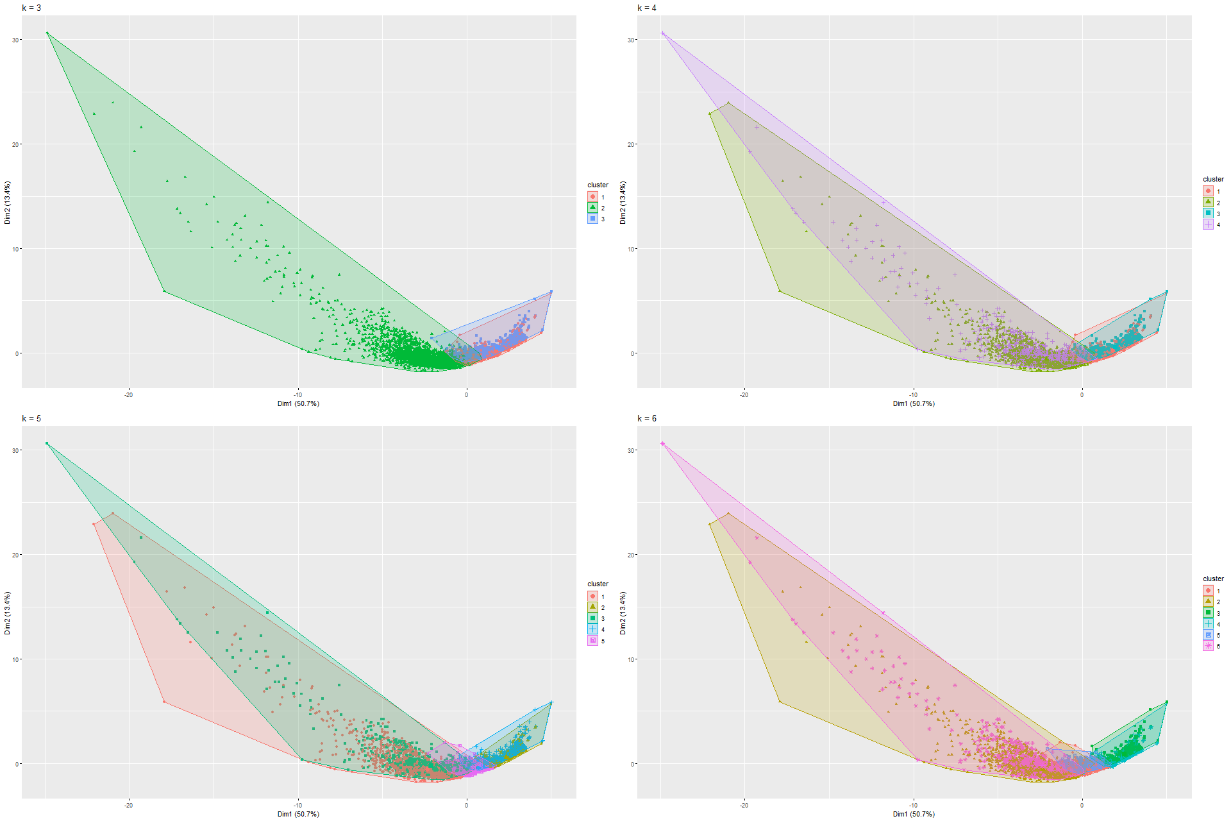 k = 3
30
20
10
0
Dim2 (13.4%)
-20
-10
0
Dim1 (50.7%)
cluster
1
2
3
k = 4
30
20
10
0
Dim2 (13.4%)
-20
-10
0
Dim1 (50.7%)
cluster
1
2
3
4
k = 5
30
20
10
0
Dim2 (13.4%)
-20
-10
0
Dim1 (50.7%)
cluster
1
2
3
4
5
k = 6
30
20
10
0
Dim2 (13.4%)
-20
-10
0
Dim1 (50.7%)
cluster
1
2
3
4
5
6